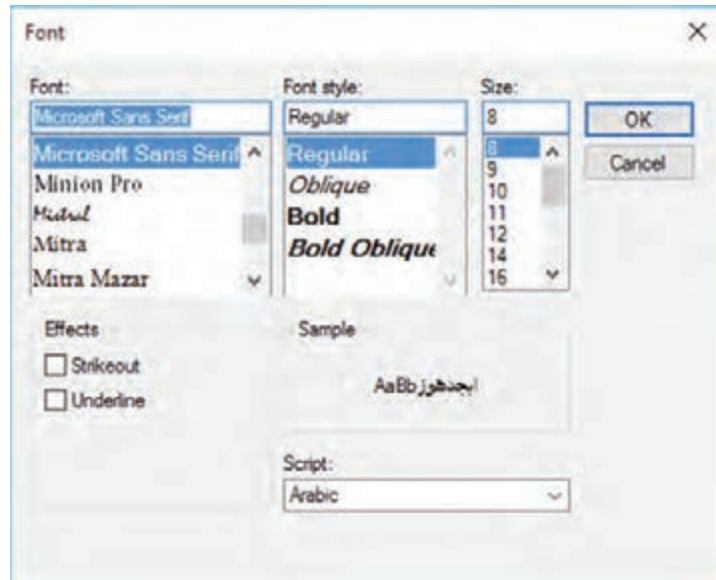 Font
Font:
Microsoft Sans Serif
Microsoft Sans Serif
Minion Pro
Mistral
Mitra
Mitra Mazar
Font style:
Regular
Regular
Oblique
Bold
Bold Oblique
Size:
8
8
9
10
11
12
14
16
OK
Cancel
Effects
Strikeout
Underline
Sample
AaBbابجدهوز
Script:
Arabic